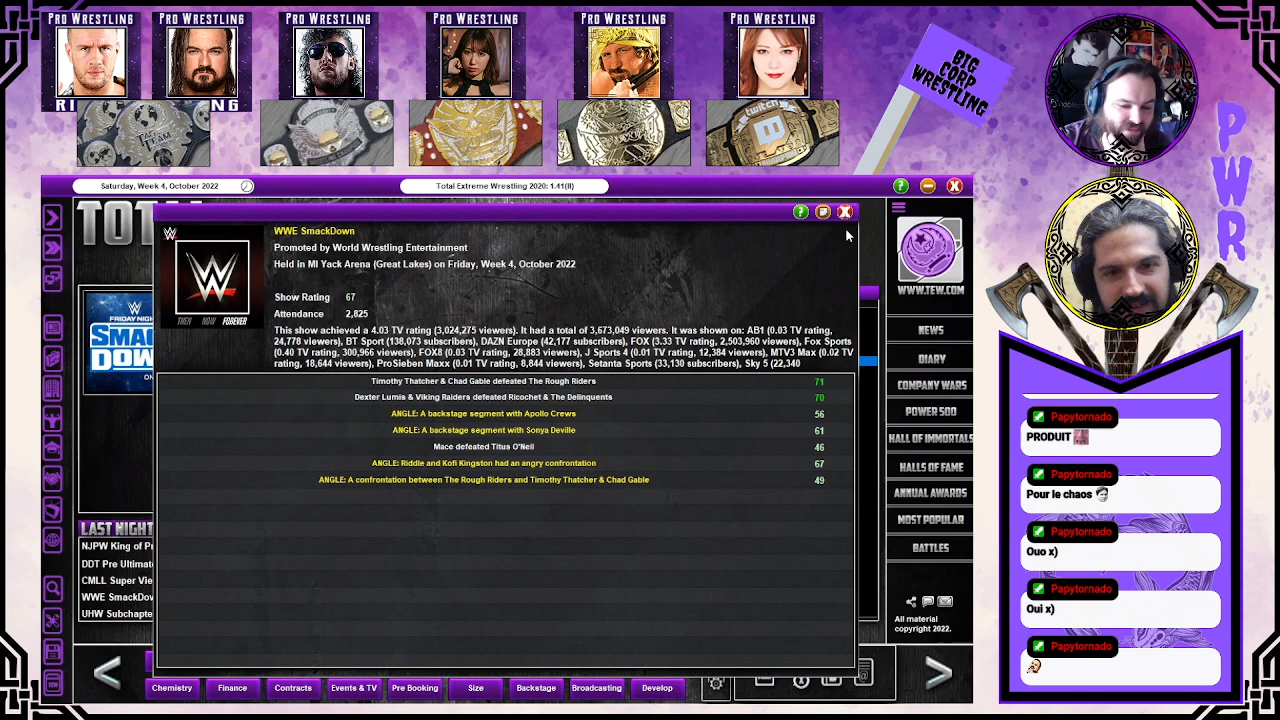 PRO WRESTLING
PRO WRESTLING
PRO WRESTLING
PRO WRESTLING
PRO WRESTLING
PRO WRESTLING
TAG TEAM
BIG
CORP
WRESTLING
PWR
Saturday, Week 4, October 2022
Total Extreme Wrestling 2020: 1.41(II)
WWE SmackDown
Promoted by World Wrestling Entertainment
Held in MI Yack Arena (Great Lakes) on Friday, Week 4, October 2022
THEN NOW FOREVER
Show Rating 67
Attendance 2,825
This show achieved a 4.03 TV rating (3,024,275 viewers). It had a total of 3,673,049 viewers. It was shown on: AB1 (0.03 TV rating,
24,778 viewers), BT Sport (138,073 subscribers), DAZN Europe (42,177 subscribers), FOX (3.33 TV rating, 2,503,960 viewers), Fox Sports
(0.40 TV rating, 300,966 viewers), FOX8 (0.03 TV rating, 28,883 viewers), J Sports 4 (0.01 TV rating, 12,384 viewers), MTV3 Max (0.02 TV
rating, 18,644 viewers), ProSieben Maxx (0.01 TV rating, 8,844 viewers), Setanta Sports (33,130 subscribers), Sky 5 (22,340
Timothy Thatcher & Chad Gable defeated The Rough Riders 71
Dexter Lumis & Viking Raiders defeated Ricochet & The Delinquents 70
ANGLE: A backstage segment with Apollo Crews 56
ANGLE: A backstage segment with Sonya Deville 61
Mace defeated Titus O'Neil 46
ANGLE: Riddle and Kofi Kingston had an angry confrontation 67
ANGLE: A confrontation between The Rough Riders and Timothy Thatcher & Chad Gable 49
FRIDAY NIGHT
LAST NIGHT
NJPW King of Pr
DDT Pre Ultimat
CMLL Super Vie
WWE SmackDow
UHW Subchapte
Chemistry
Finance
Contracts
Events & TV
Pre Booking
Size
Backstage
Broadcasting
Develop
WWW.TEW.COM
NEWS
DIARY
COMPANY WARS
POWER 500
HALL OF IMMORTALS
HALLS OF FAME
ANNUAL AWARDS
MOST POPULAR
BATTLES
All material
copyright 2022.
Papytornado
PRODUIT
Papytornado
Pour le chaos
Papytornado
Ouo x)
Papytornado
Oui x)
Papytornado